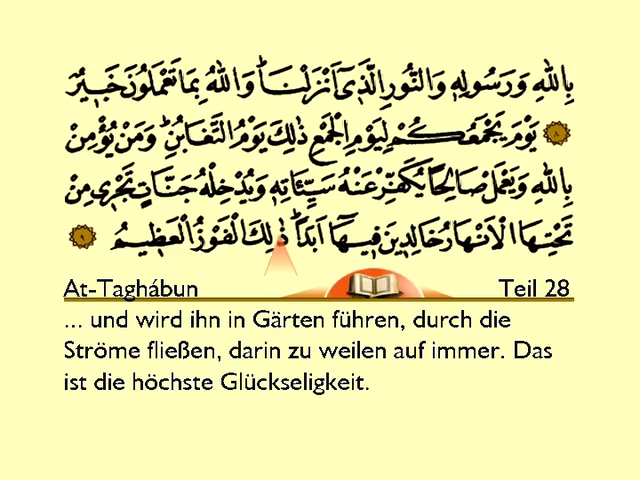 بِاللّٰهِ وَرَسُولِهٖ وَالنُّورِ الَّذٖٓى اَنْزَلْنَاؕ وَاللّٰهُ بِمَا تَعْمَلُونَ خَبٖيرٌ
﴿٨﴾ يَوْمَ يَجْمَعُكُمْ لِيَوْمِ الْجَمْعِ ذٰلِكَ يَوْمُ التَّغَابُنِؕ وَمَنْ يُؤْمِنْ
بِاللّٰهِ وَيَعْمَلْ صَالِحًا يُكَفِّرْ عَنْهُ سَيِّئَاتِهٖ وَيُدْخِلْهُ جَنَّاتٍ تَجْرٖى مِنْ
تَحْتِهَا الْاَنْهَارُ خَالِدٖينَ فٖيهَٓا اَبَدًاؕ ذٰلِكَ الْفَوْزُ الْعَظٖيمُ ﴿٩﴾
At-Taghábun Teil 28
... und wird ihn in Gärten führen, durch die
Ströme fließen, darin zu weilen auf immer. Das
ist die höchste Glückseligkeit.